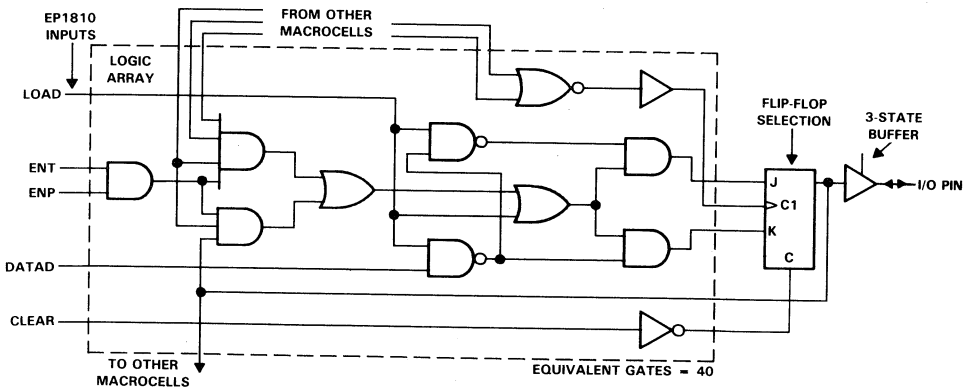 EP1810
INPUTS
FROM OTHER
MACROCELLS
LOGIC
ARRAY
LOAD
FLIP-FLOP
SELECTION
3-STATE
BUFFER
ENT
ENP
J
C1
K
C
I/O PIN
DATAD
CLEAR
TO OTHER
MACROCELLS
EQUIVALENT GATES = 40